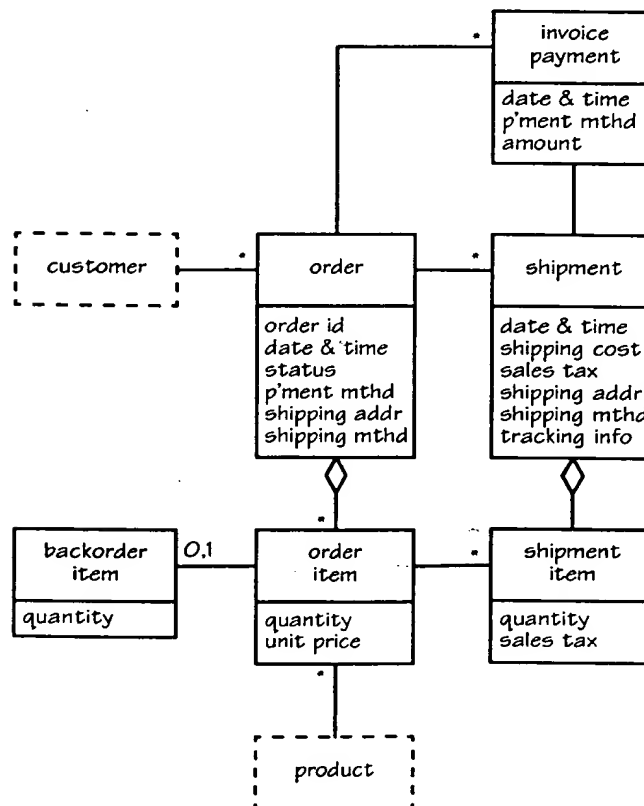 *
invoice
payment
date & time
p'ment mthd
amount
customer
*
order
*
shipment
order id
date & time
status
p'ment mthd
shipping addr
shipping mthd
date & time
shipping cost
sales tax
shipping addr
shipping mthd
tracking info
*
backorder
item
0,1
order
item
*
shipment
item
quantity
quantity
unit price
quantity
sales tax
*
product